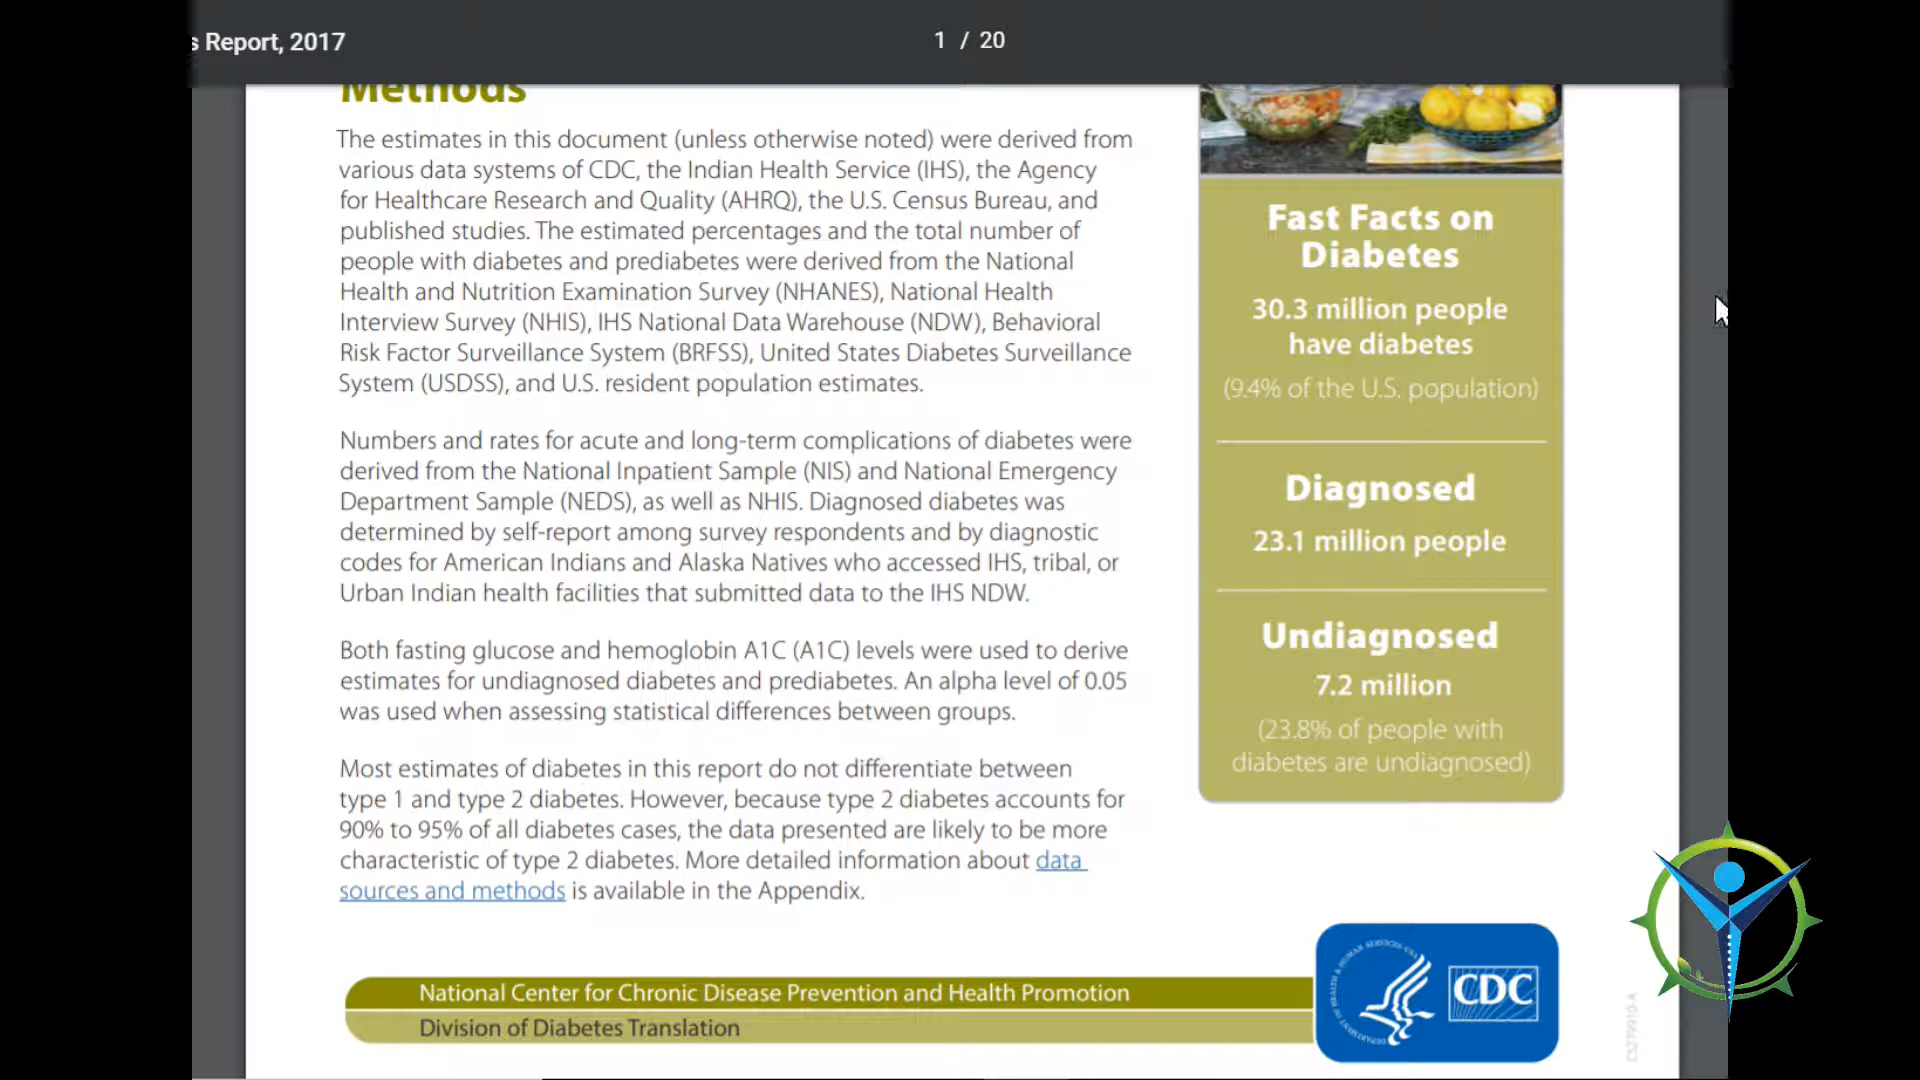 s Report, 2017
1 / 20
Methods
The estimates in this document (unless otherwise noted) were derived from
various data systems of CDC, the Indian Health Service (IHS), the Agency
for Healthcare Research and Quality (AHRQ), the U.S. Census Bureau, and
published studies. The estimated percentages and the total number of
people with diabetes and prediabetes were derived from the National
Health and Nutrition Examination Survey (NHANES), National Health
Interview Survey (NHIS), IHS National Data Warehouse (NDW), Behavioral
Risk Factor Surveillance System (BRFSS), United States Diabetes Surveillance
System (USDSS), and U.S. resident population estimates.
Numbers and rates for acute and long-term complications of diabetes were
derived from the National Inpatient Sample (NIS) and National Emergency
Department Sample (NEDS), as well as NHIS. Diagnosed diabetes was
determined by self-report among survey respondents and by diagnostic
codes for American Indians and Alaska Natives who accessed IHS, tribal, or
Urban Indian health facilities that submitted data to the IHS NDW.
Both fasting glucose and hemoglobin A1C (A1C) levels were used to derive
estimates for undiagnosed diabetes and prediabetes. An alpha level of 0.05
was used when assessing statistical differences between groups.
Most estimates of diabetes in this report do not differentiate between
type 1 and type 2 diabetes. However, because type 2 diabetes accounts for
90% to 95% of all diabetes cases, the data presented are likely to be more
characteristic of type 2 diabetes. More detailed information about data
sources and methods is available in the Appendix.
Fast Facts on
Diabetes
30.3 million people
have diabetes
(9.4% of the U.S. population)
Diagnosed
23.1 million people
Undiagnosed
7.2 million
(23.8% of people with
diabetes are undiagnosed)
National Center for Chronic Disease Prevention and Health Promotion
Division of Diabetes Translation
CDC